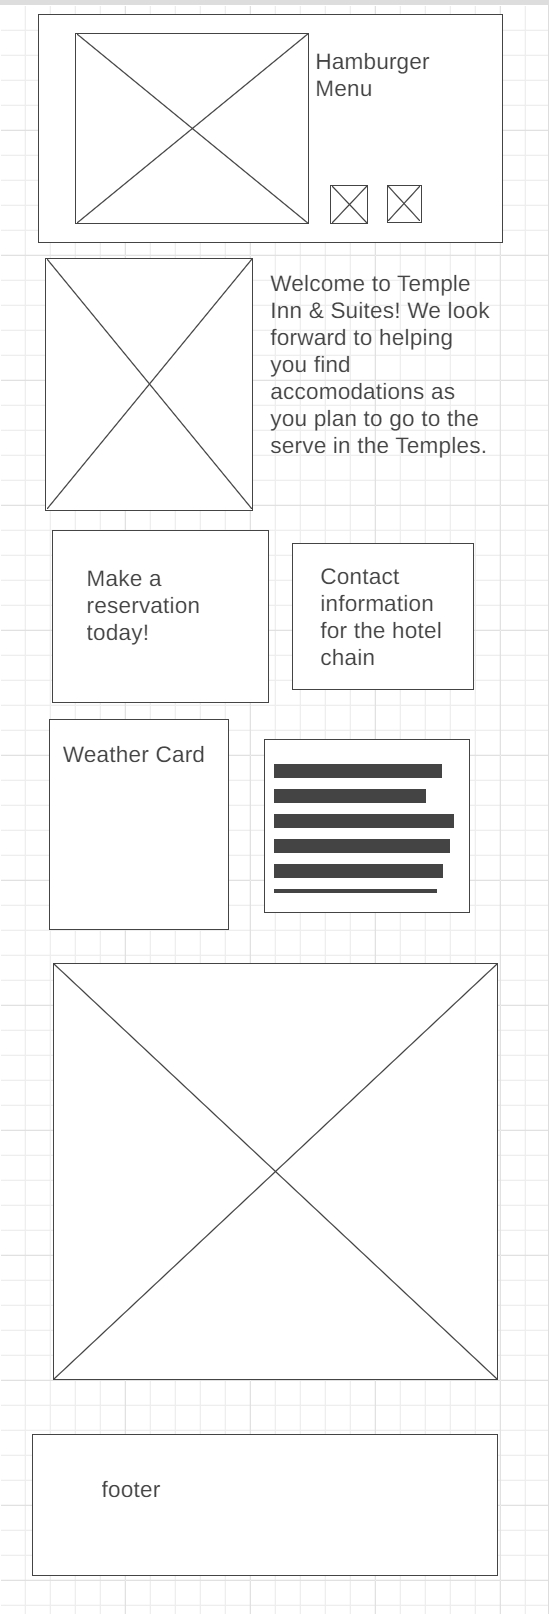 Hamburger
Menu
Welcome to Temple
Inn & Suites! We look
forward to helping
you find
accomodations as
you plan to go to the
serve in the Temples.
Make a
reservation
today!
Contact
information
for the hotel
chain
Weather Card
footer